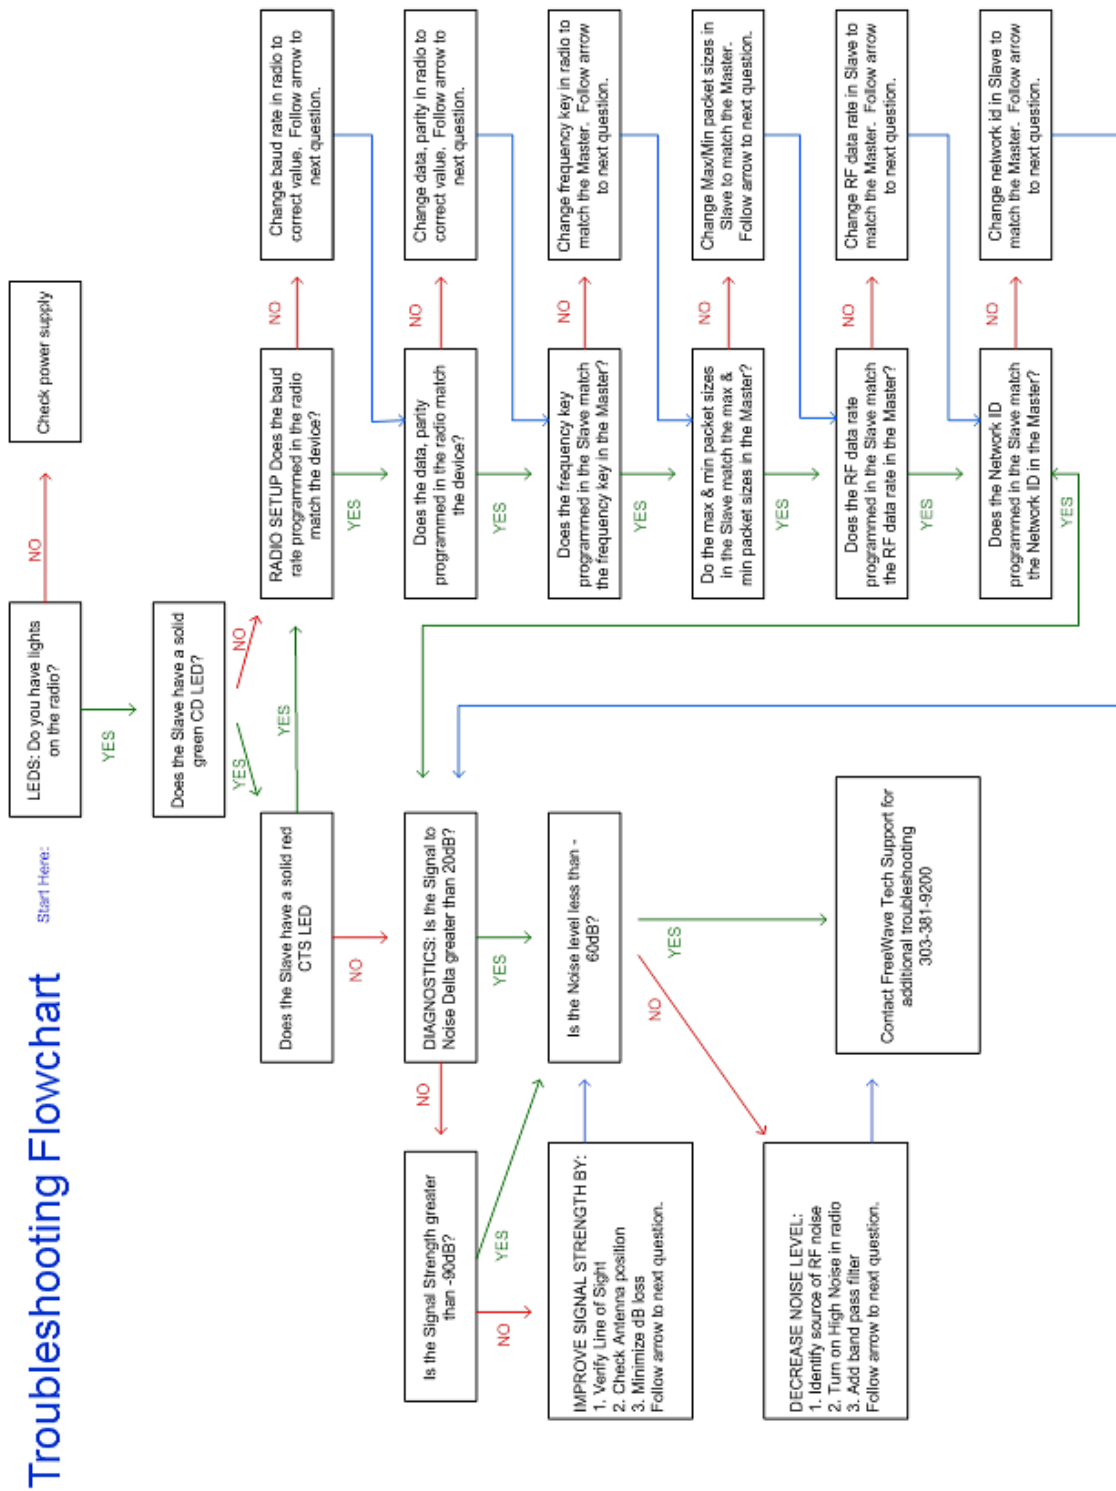 Troubleshooting Flowchart
Start Here:
LEDS: Do you have lights
on the radio?
NO
Check power supply
YES
Does the Slave have a solid
green CD LED?
YES
NO
Does the Slave have a solid red
CTS LED
YES
NO
RADIO SETUP Does the baud
rate programmed in the radio
match the device?
NO
Change baud rate in radio to
correct value. Follow arrow to
next question.
YES
DIAGNOSTICS: Is the Signal to
Noise Delta greater than 20dB?
NO
YES
Does the data, parity
programmed in the radio match
the device?
NO
Change data, parity in radio to
correct value. Follow arrow to
next question.
YES
Is the Signal Strength greater
than -90dB?
YES
NO
Is the Noise level less than -
60dB?
YES
NO
Does the frequency key
programmed in the Slave match
the frequency key in the Master?
NO
Change frequency key in radio to
match the Master. Follow arrow
to next question.
YES
IMPROVE SIGNAL STRENGTH BY:
1. Verify Line of Sight
2. Check Antenna position
3. Minimize dB loss
Follow arrow to next question.
Do the max & min packet sizes
in the Slave match the max &
min packet sizes in the Master?
NO
Change Max/Min packet sizes in
Slave to match the Master.
Follow arrow to next question.
YES
DECREASE NOISE LEVEL:
1. Identify source of RF noise
2. Turn on High Noise in radio
3. Add band pass filter
Follow arrow to next question.
Contact FreeWave Tech Support for
additional troubleshooting
303-381-9200
Does the RF data rate
programmed in the Slave match
the RF data rate in the Master?
NO
Change RF data rate in Slave to
match the Master. Follow arrow
to next question.
YES
Does the Network ID
programmed in the Slave match
the Network ID in the Master?
NO
Change network id in Slave to
match the Master. Follow arrow
to next question.
YES